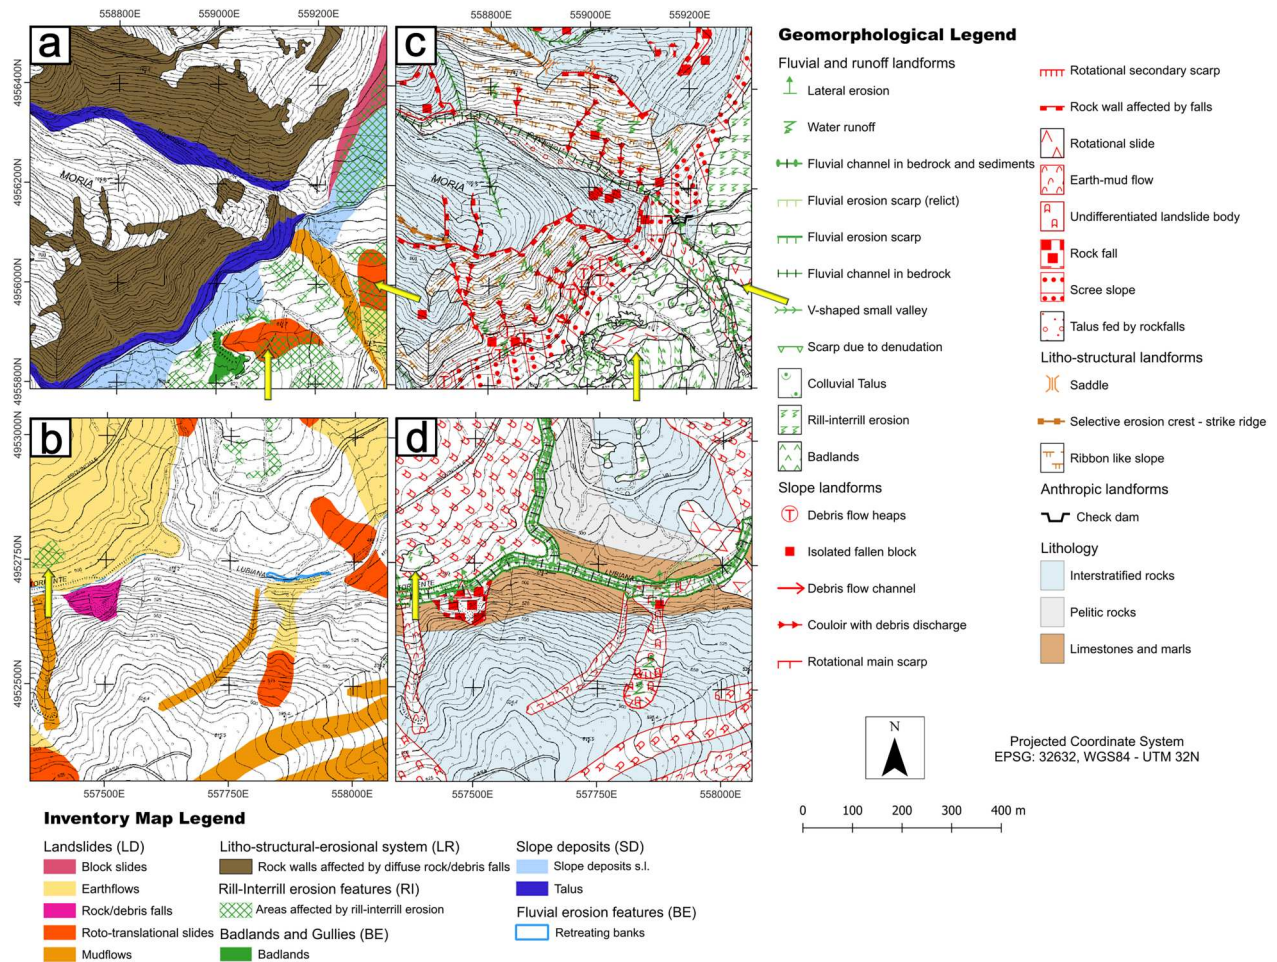 558800E 559000E 559200E
558800E 559000E 559200E
a
c
4956400N
4956200N
4956000N
4955800N
MORIA
MORIA
b
d
4953000N
4952750N
4952500N
LUBIANA
LUBIANA
557500E 557750E 558000E
557500E 557750E 558000E
Geomorphological Legend
Fluvial and runoff landforms
Lateral erosion
Water runoff
Fluvial channel in bedrock and sediments
Fluvial erosion scarp (relict)
Fluvial erosion scarp
Fluvial channel in bedrock
V-shaped small valley
Scarp due to denudation
Colluvial Talus
Rill-interrill erosion
Badlands
Slope landforms
Debris flow heaps
Isolated fallen block
Debris flow channel
Couloir with debris discharge
Rotational main scarp
Rotational secondary scarp
Rock wall affected by falls
Rotational slide
Earth-mud flow
Undifferentiated landslide body
Rock fall
Scree slope
Talus fed by rockfalls
Litho-structural landforms
Saddle
Selective erosion crest - strike ridge
Ribbon like slope
Anthropic landforms
Check dam
Lithology
Interstratified rocks
Pelitic rocks
Limestones and marls
N
Projected Coordinate System
EPSG: 32632, WGS84 - UTM 32N
0 100 200 300 400 m
Inventory Map Legend
Landslides (LD)
Block slides
Earthflows
Rock/debris falls
Roto-translational slides
Mudflows
Litho-structural-erosional system (LR)
Rock walls affected by diffuse rock/debris falls
Rill-Interrill erosion features (RI)
Areas affected by rill-interrill erosion
Badlands and Gullies (BE)
Badlands
Slope deposits (SD)
Slope deposits s.l.
Talus
Fluvial erosion features (BE)
Retreating banks